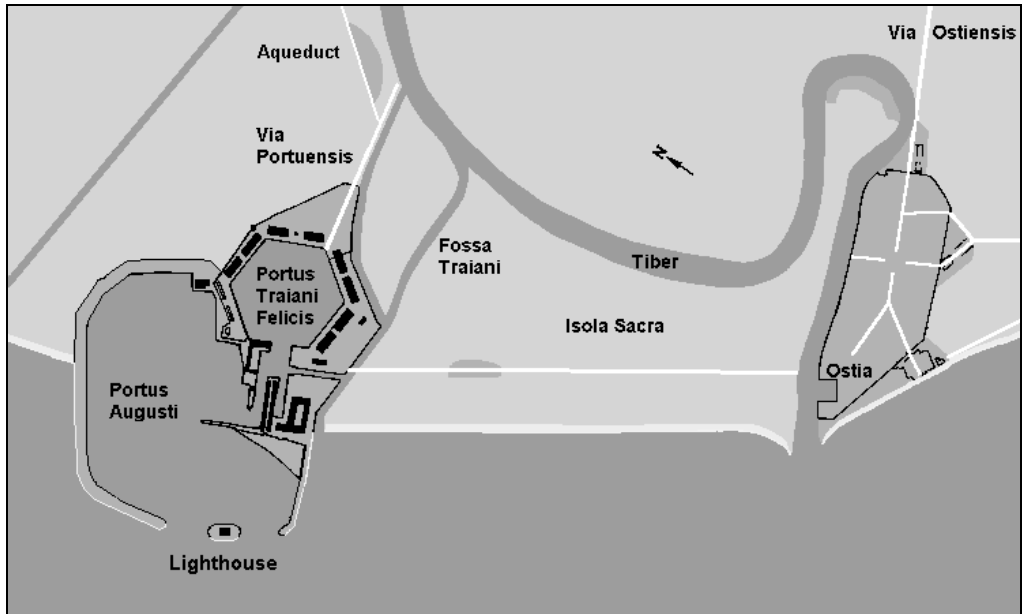 Via Ostiensis
Aqueduct
Via
Portuensis
N
Fossa
Traiani
Tiber
Portus
Traiani
Felicis
Isola Sacra
Ostia
Portus
Augusti
Lighthouse